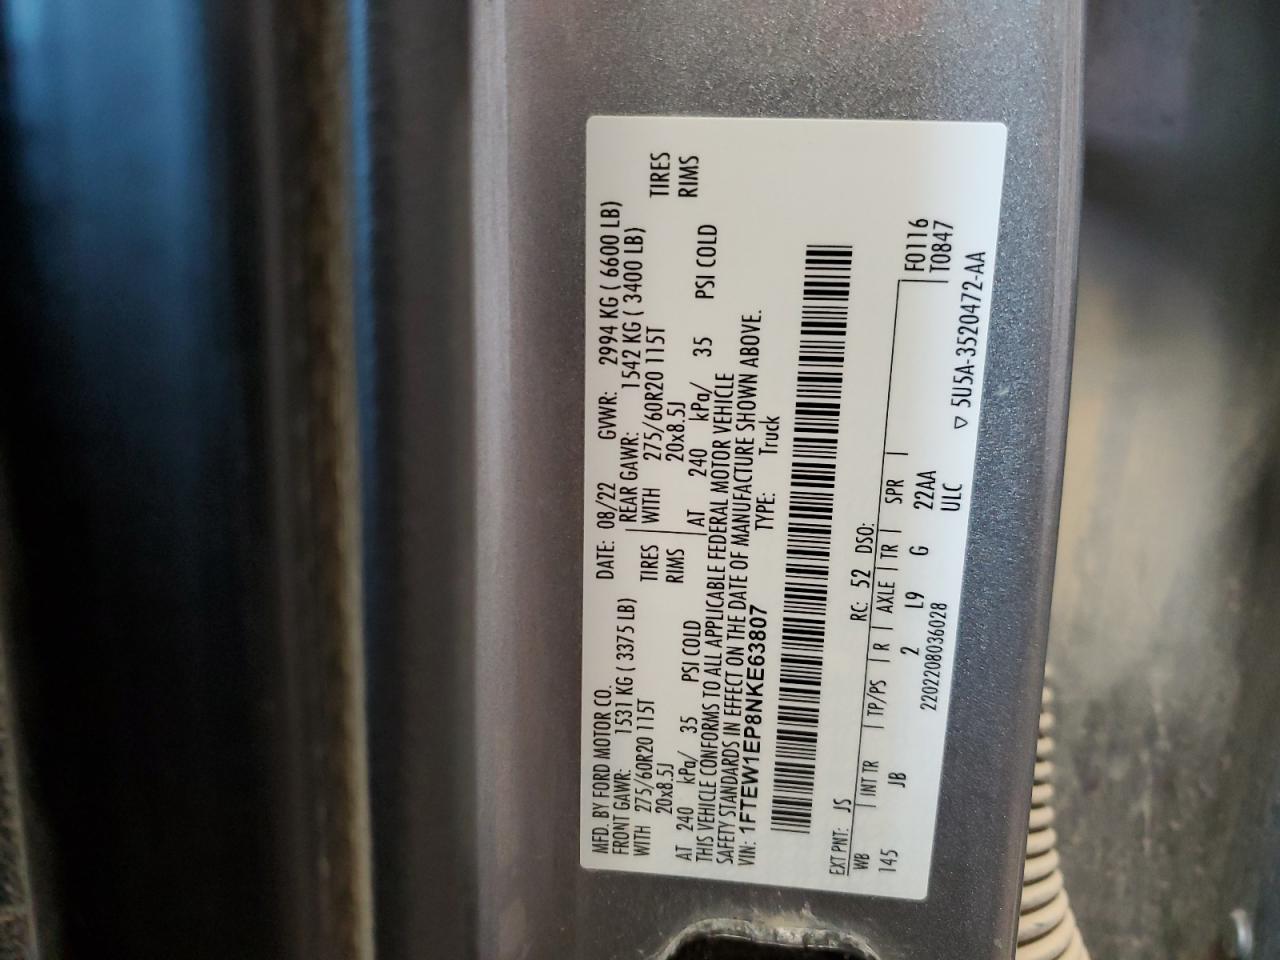 MFD. BY FORD MOTOR CO. DATE: 08/22 GVWR: 2994 KG ( 6600 LB)
FRONT GAWR: 1531 KG ( 3375 LB) REAR GAWR: 1542 KG ( 3400 LB)
WITH 275/60R20 115T TIRES WITH 275/60R20 115T TIRES
20x8.5J RIMS 20x8.5J RIMS
AT 240 kPa/ 35 PSI COLD AT 240 kPa/ 35 PSI COLD
THIS VEHICLE CONFORMS TO ALL APPLICABLE FEDERAL MOTOR VEHICLE
SAFETY STANDARDS IN EFFECT ON THE DATE OF MANUFACTURE SHOWN ABOVE.
VIN: 1FTEW1EP8NKE63807 TYPE: Truck
EXT PNT: JS RC: 52 DSO:
WB INT TR TP/PS R AXLE TR SPR F0116
145 JB 2 L9 G 22AA T0847
2202208036028 ULC
▽ 5U5A-3520472-AA